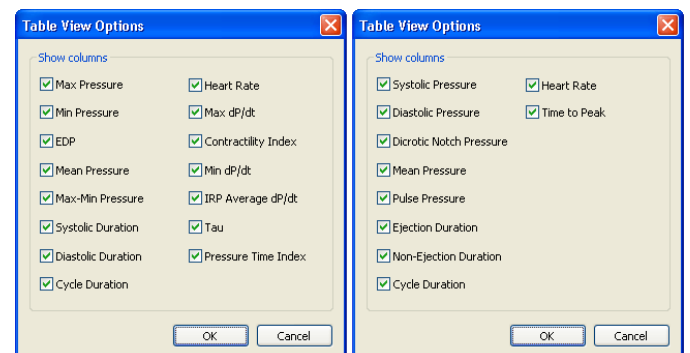 Table View Options
Show columns
Max Pressure
Min Pressure
EDP
Mean Pressure
Max-Min Pressure
Systolic Duration
Diastolic Duration
Cycle Duration
Heart Rate
Max dP/dt
Contractility Index
Min dP/dt
IRP Average dP/dt
Tau
Pressure Time Index
OK
Cancel
Table View Options
Show columns
Systolic Pressure
Diastolic Pressure
Dicrotic Notch Pressure
Mean Pressure
Pulse Pressure
Ejection Duration
Non-Ejection Duration
Cycle Duration
Heart Rate
Time to Peak
OK
Cancel